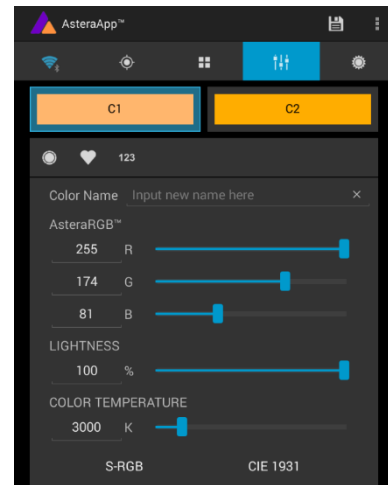 AsteraApp™
C1
C2
123
Color Name Input new name here ×
AsteraRGB™
255 R
174 G
81 B
LIGHTNESS
100 %
COLOR TEMPERATURE
3000 K
S-RGB CIE 1931